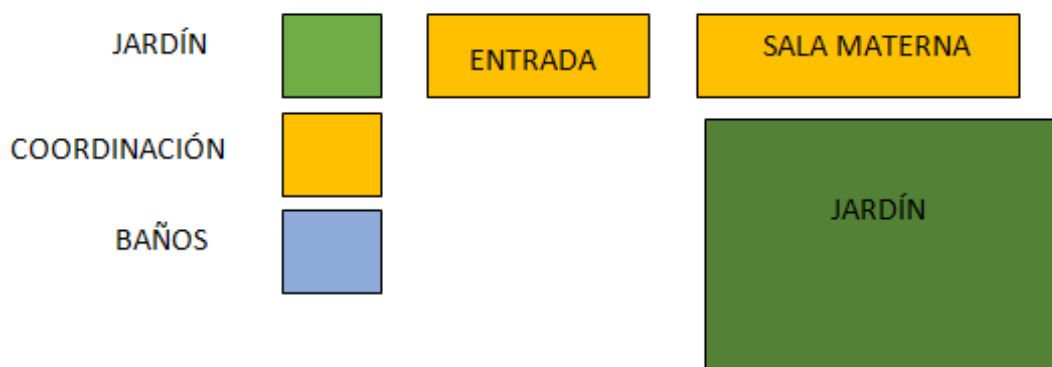 JARDÍN
ENTRADA
SALA MATERNA
COORDINACIÓN
JARDÍN
BAÑOS